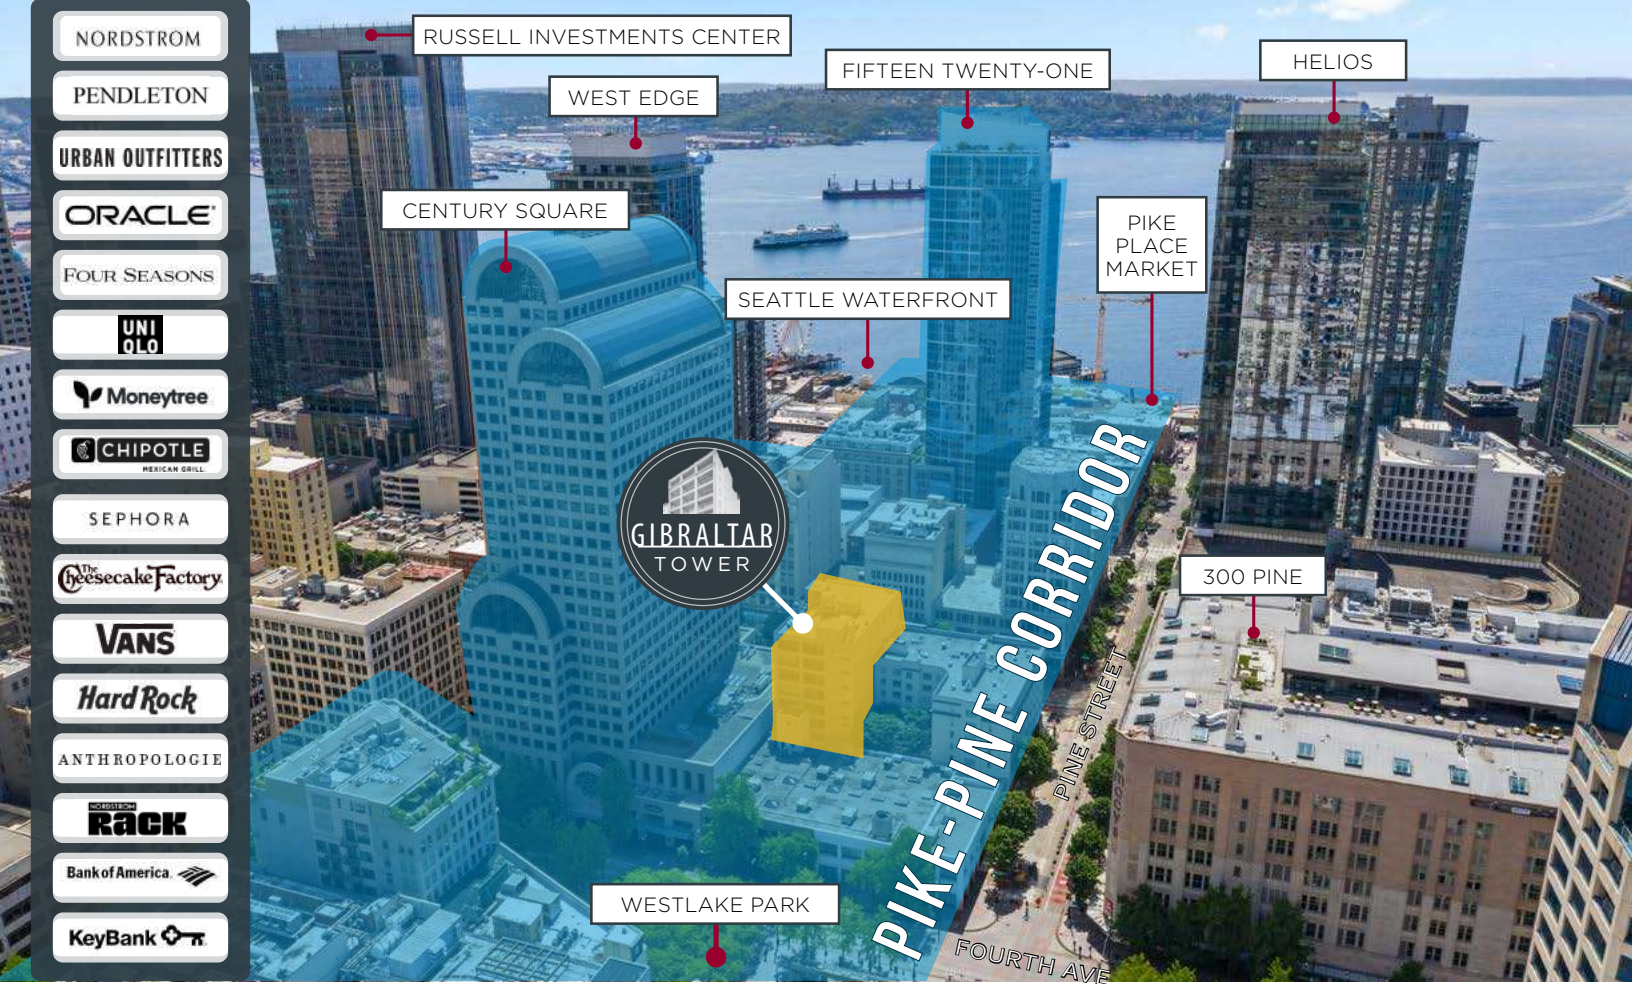 NORDSTROM
PENDLETON
URBAN OUTFITTERS
ORACLE®
FOUR SEASONS
UNI
QLO
Moneytree
CHIPOTLE
MEXICAN GRILL
SEPHORA
The
Cheesecake Factory
VANS
Hard Rock
ANTHROPOLOGIE
NORDSTROM
RACK
Bank of America
KeyBank
RUSSELL INVESTMENTS CENTER
WEST EDGE
FIFTEEN TWENTY-ONE
HELIOS
CENTURY SQUARE
PIKE
PLACE
MARKET
SEATTLE WATERFRONT
GIBRALTAR
TOWER
300 PINE
PIKE-PINE CORRIDOR
PINE STREET
WESTLAKE PARK
FOURTH AVE